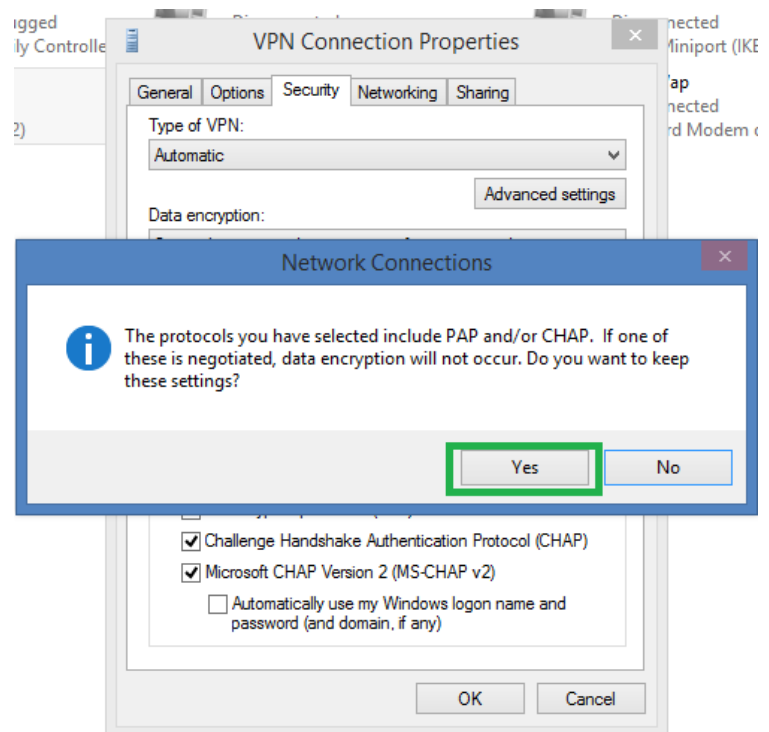 ugged
nected
ily Controlle
Miniport (IKE
VPN Connection Properties
General Options Security Networking Sharing
ap
nected
2)
rd Modem
Type of VPN:
Automatic
Advanced settings
Data encryption:
Network Connections
The protocols you have selected include PAP and/or CHAP. If one of
these is negotiated, data encryption will not occur. Do you want to keep
these settings?
Yes No
Challenge Handshake Authentication Protocol (CHAP)
Microsoft CHAP Version 2 (MS-CHAP v2)
Automatically use my Windows logon name and
password (and domain, if any)
OK Cancel